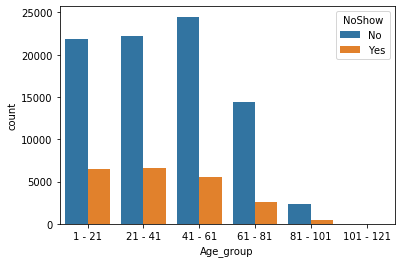 25000
20000
15000
10000
5000
0
count
NoShow
No
Yes
1 - 21
21 - 41
41 - 61
61 - 81
81 - 101
101 - 121
Age_group